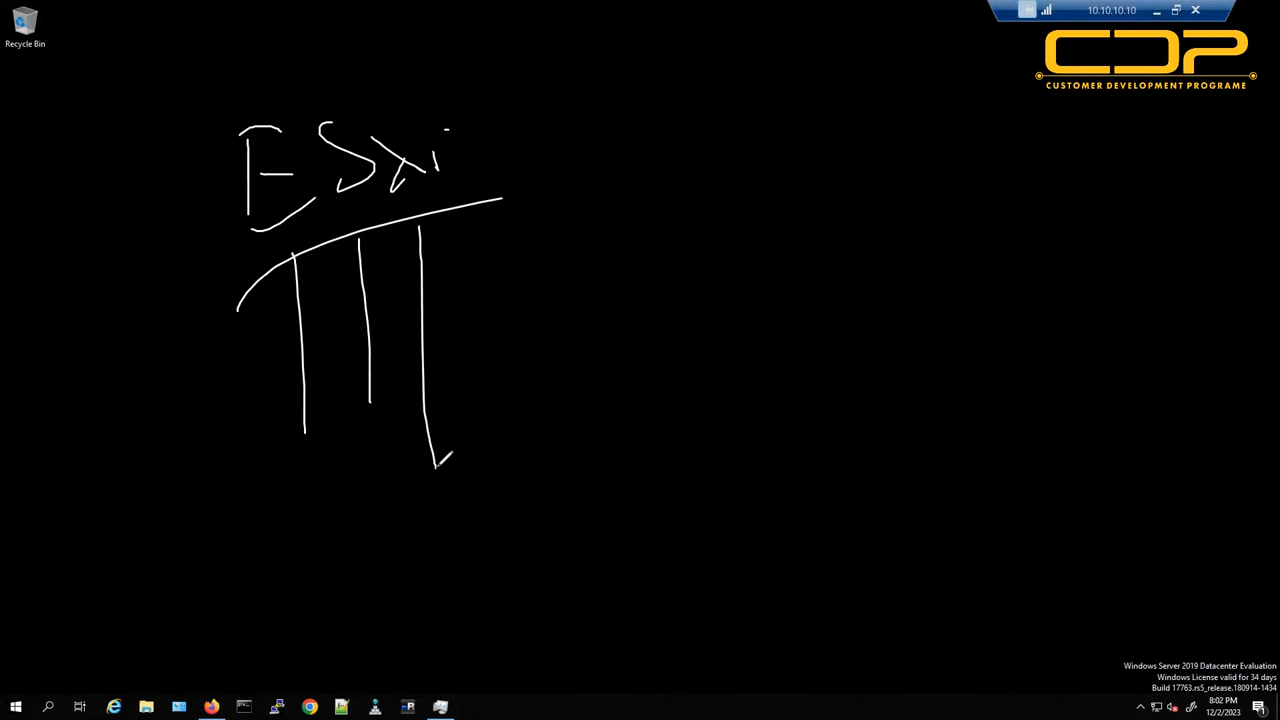 10.10.10.10
Recycle Bin
CDP
CUSTOMER DEVELOPMENT PROGRAME
ESXi
Windows Server 2019 Datacenter Evaluation
Windows License valid for 34 days
Build 17763.rs5_release.180914-1434
8:02 PM
12/2/2023